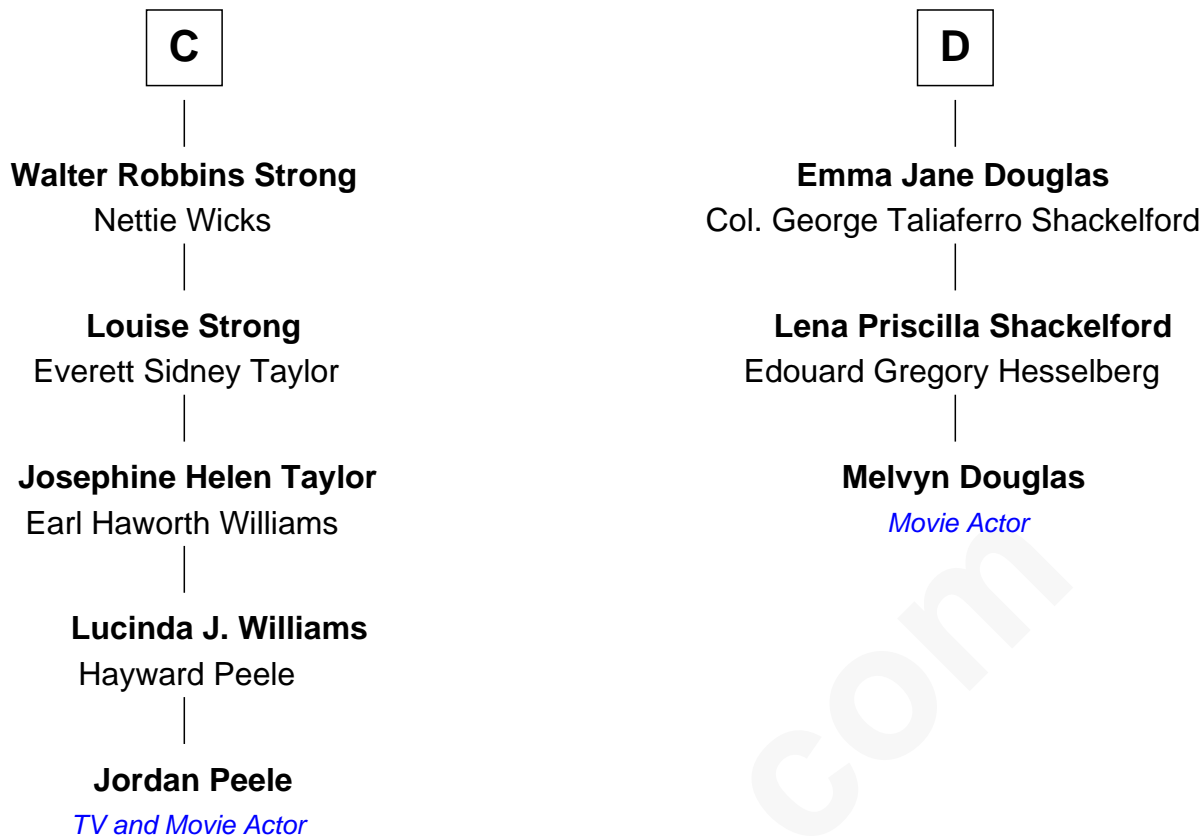 C
Walter Robbins Strong
Nettie Wicks
Louise Strong
Everett Sidney Taylor
Josephine Helen Taylor
Earl Haworth Williams
Lucinda J. Williams
Hayward Peele
Jordan Peele
TV and Movie Actor
D
Emma Jane Douglas
Col. George Taliaferro Shackelford
Lena Priscilla Shackelford
Edouard Gregory Hesselberg
Melvyn Douglas
Movie Actor
com